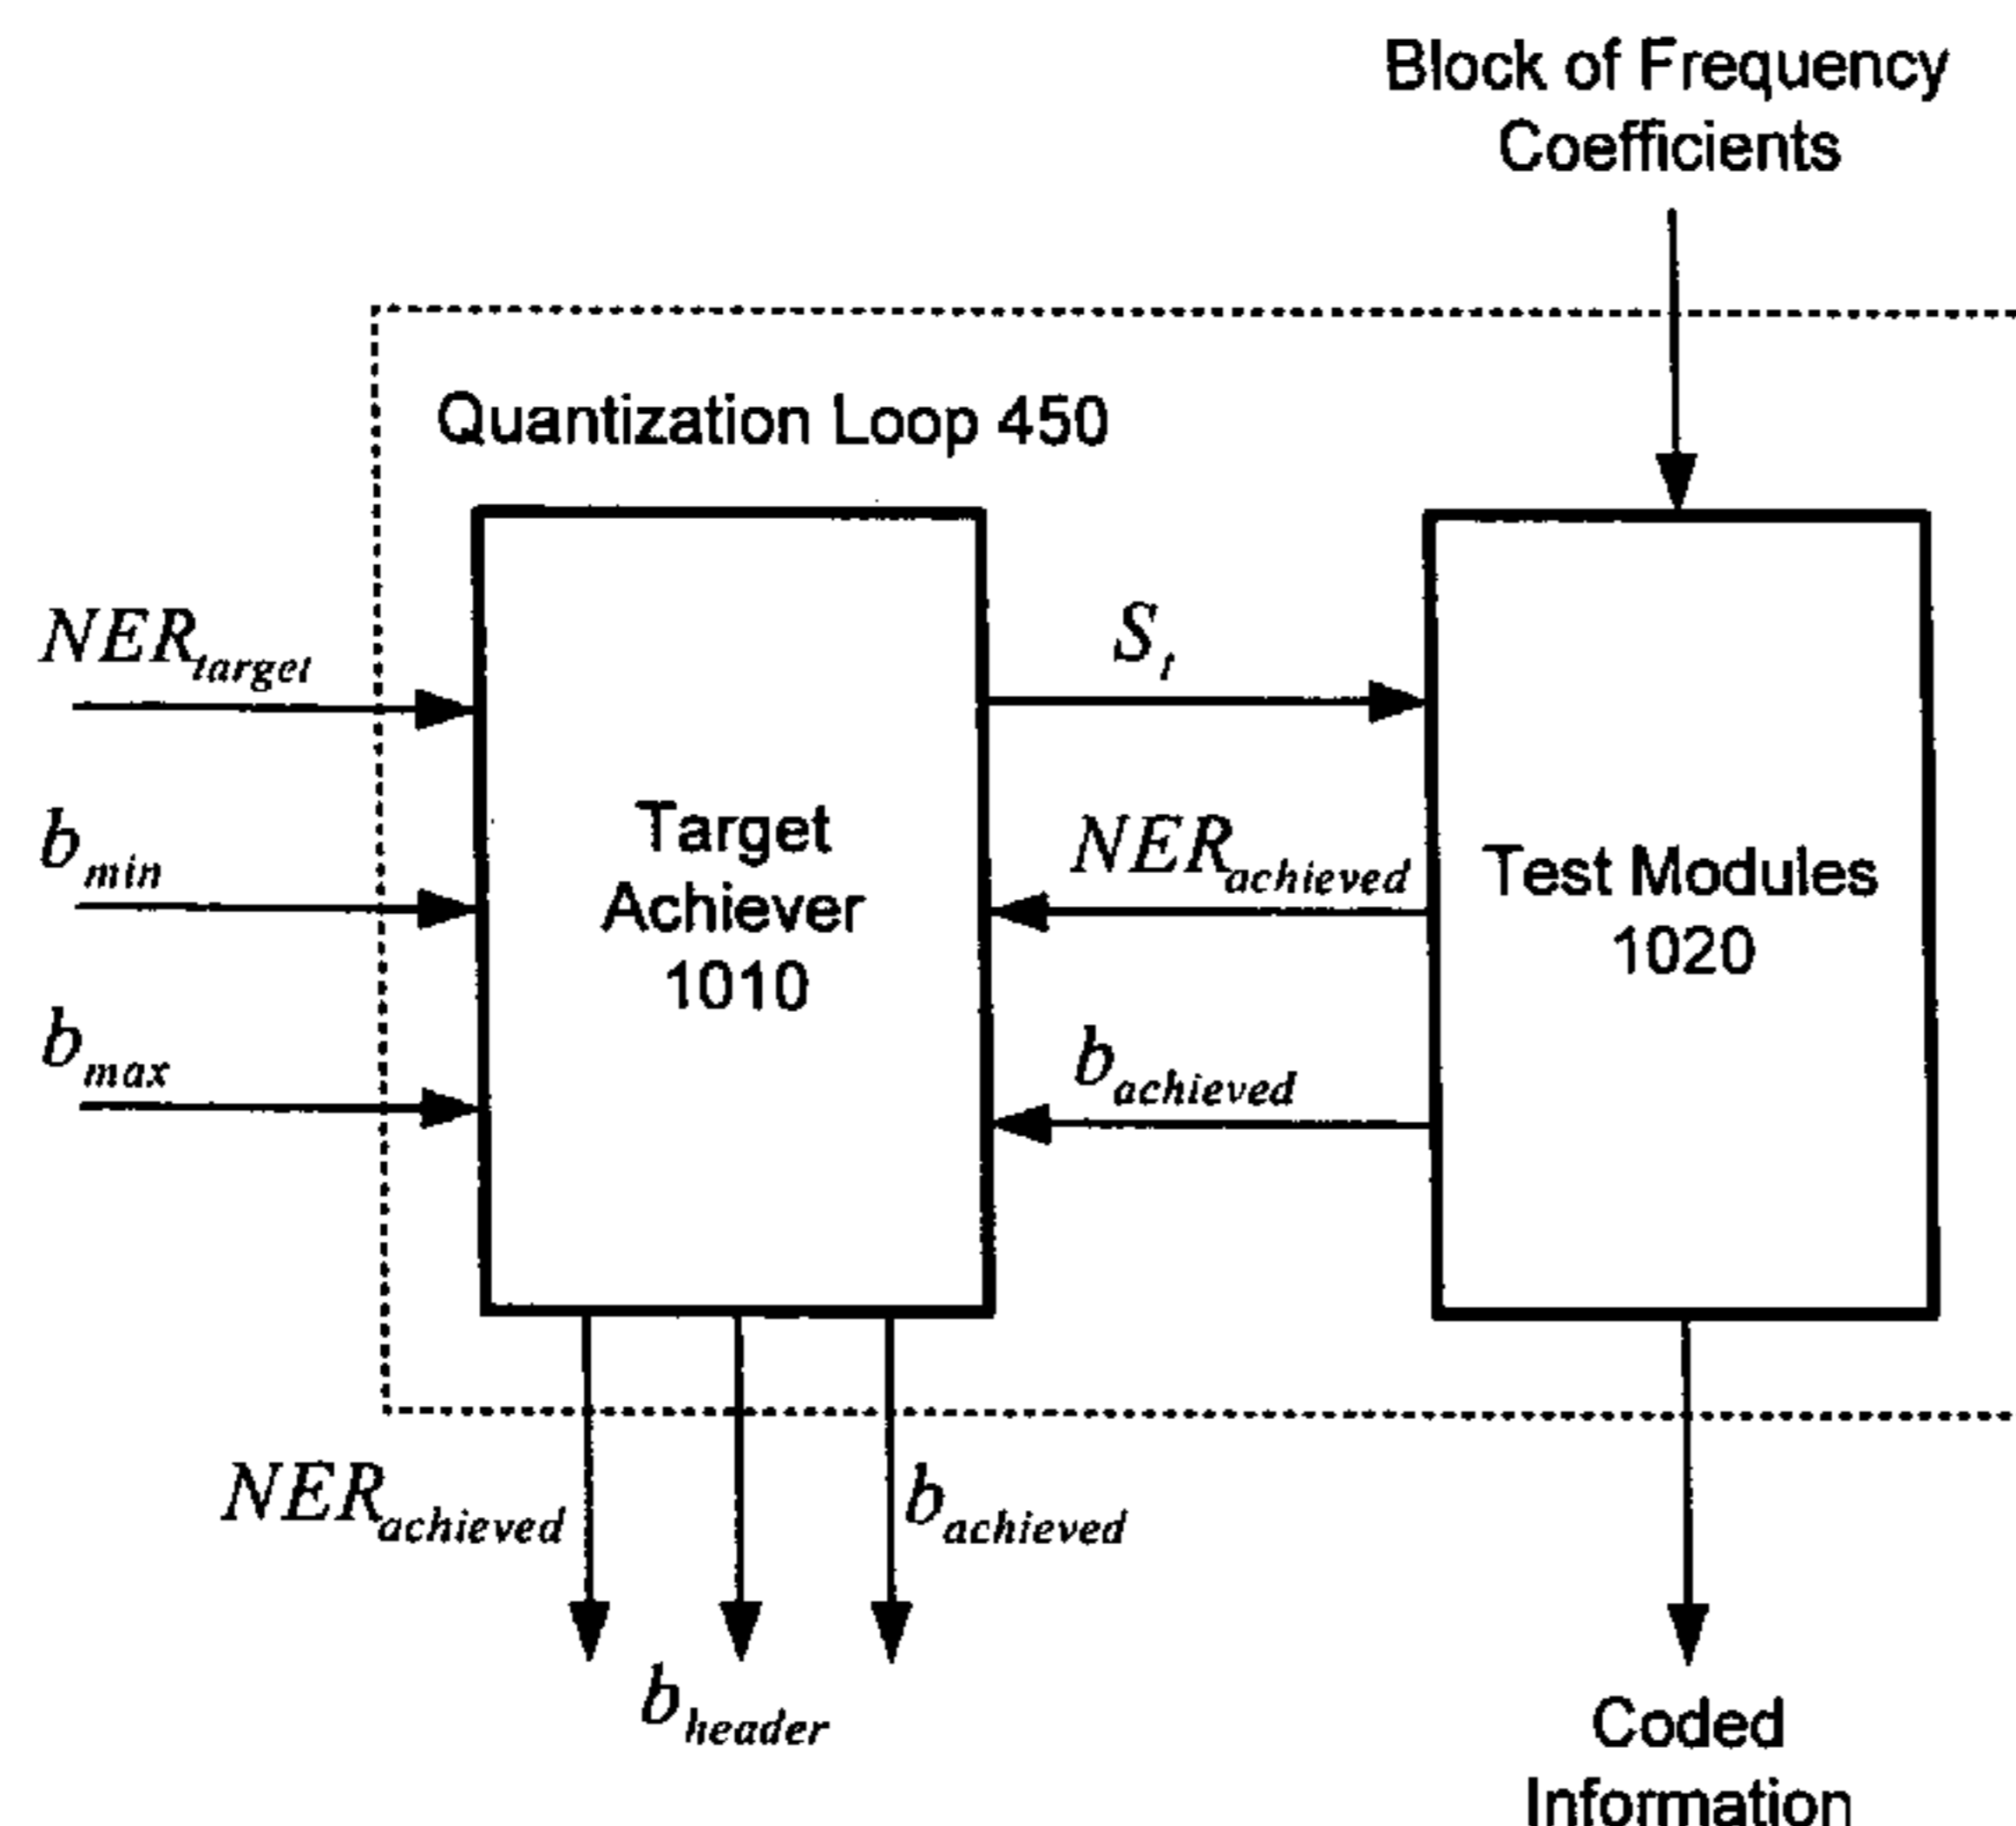 Block of Frequency
Coefficients
Quantization Loop 450
NER_target
b_min
b_max
Target
Achiever
1010
S_t
NER_achieved
b_achieved
Test Modules
1020
NER_achieved
b_header
b_achieved
Coded
Information